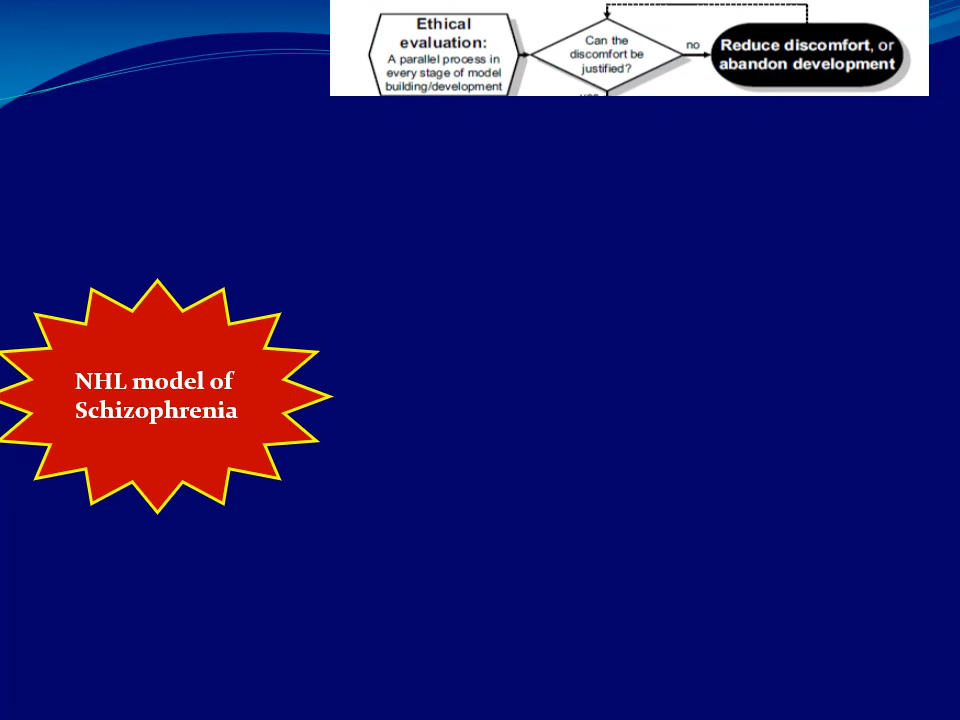 Ethical
evaluation:
A parallel process in
every stage of model
building/development
Can the
discomfort be
justified?
no
Reduce discomfort, or
abandon development
NHL model of
Schizophrenia